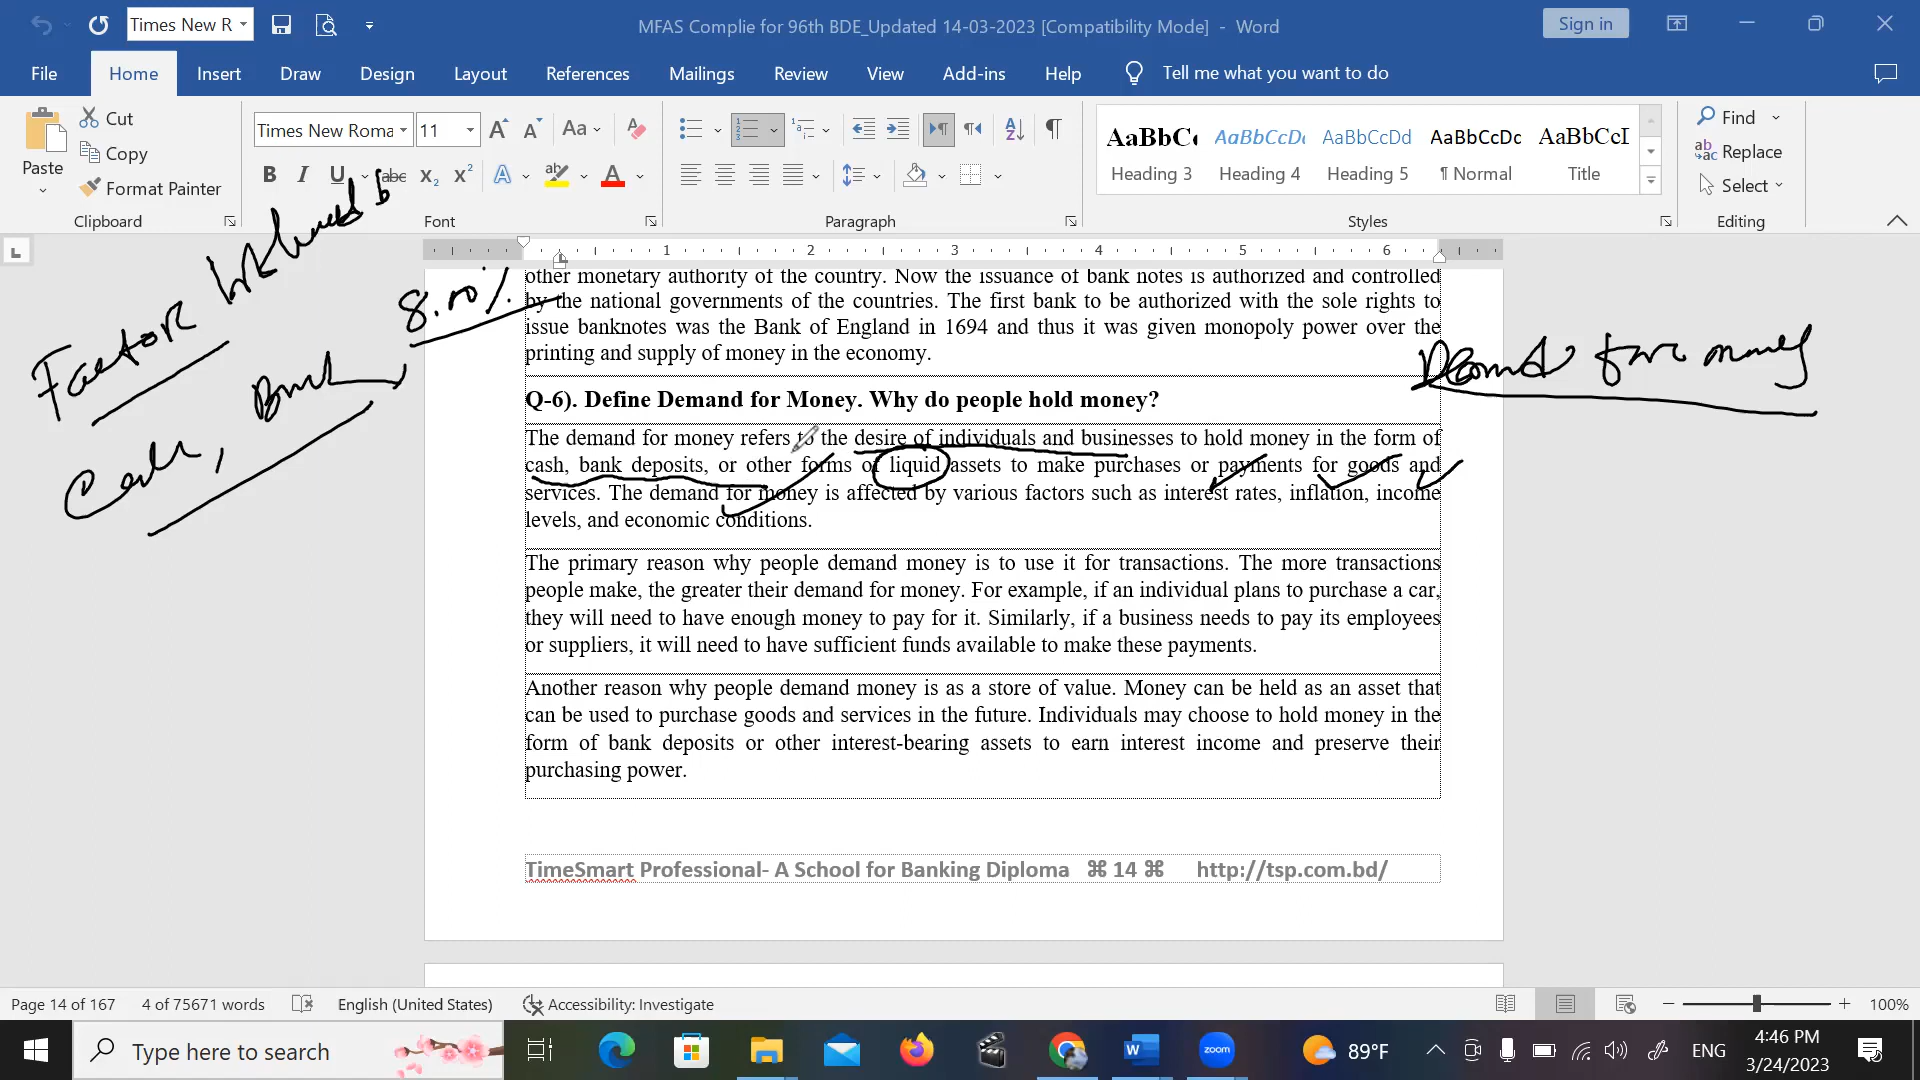 Times New R
MFAS Complie for 96th BDE_Updated 14-03-2023 [Compatibility Mode] - Word
Sign in
File Home Insert Draw Design Layout References Mailings Review View Add-ins Help Tell me what you want to do
Cut
Copy
Format Painter
Paste
Clipboard
Times New Roma 11
Font
Paragraph
AaBbCc AaBbCcDc AaBbCcDd AaBbCcDc AaBbCcD
Heading 3 Heading 4 Heading 5 ¶ Normal Title
Styles
Find
Replace
Select
Editing
1 2 3 4 5 6
other monetary authority of the country. Now the issuance of bank notes is authorized and controlled
by the national governments of the countries. The first bank to be authorized with the sole rights to
issue banknotes was the Bank of England in 1694 and thus it was given monopoly power over the
printing and supply of money in the economy.
Q-6). Define Demand for Money. Why do people hold money?
The demand for money refers to the desire of individuals and businesses to hold money in the form of
cash, bank deposits, or other forms of liquid assets to make purchases or payments for goods and
services. The demand for money is affected by various factors such as interest rates, inflation, income
levels, and economic conditions.
The primary reason why people demand money is to use it for transactions. The more transactions
people make, the greater their demand for money. For example, if an individual plans to purchase a car,
they will need to have enough money to pay for it. Similarly, if a business needs to pay its employees
or suppliers, it will need to have sufficient funds available to make these payments.
Another reason why people demand money is as a store of value. Money can be held as an asset that
can be used to purchase goods and services in the future. Individuals may choose to hold money in the
form of bank deposits or other interest-bearing assets to earn interest income and preserve their
purchasing power.
TimeSmart Professional- A School for Banking Diploma ⌘ 14 ⌘ http://tsp.com.bd/
Factor
Demand for money
Page 14 of 167 4 of 75671 words English (United States) Accessibility: Investigate 100%
Type here to search
zoom
89°F
ENG
4:46 PM
3/24/2023